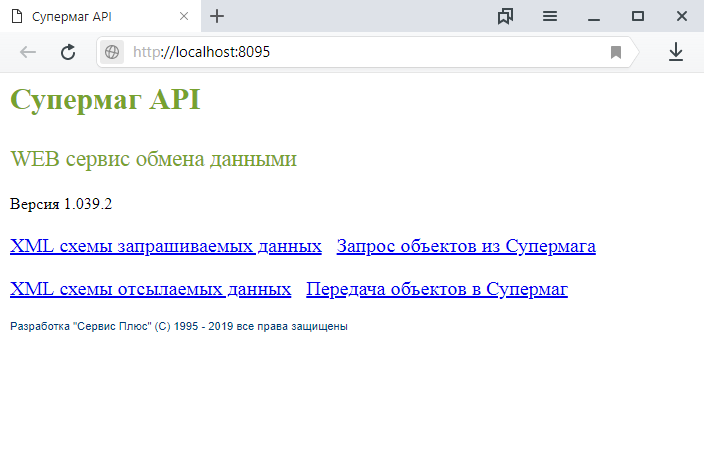 Супермаг API
http://localhost:8095
Супермаг API
WEB сервис обмена данными
Версия 1.039.2
XML схемы запрашиваемых данных Запрос объектов из Супермага
XML схемы отсылаемых данных Передача объектов в Супермаг
Разработка "Сервис Плюс" (C) 1995 - 2019 все права защищены